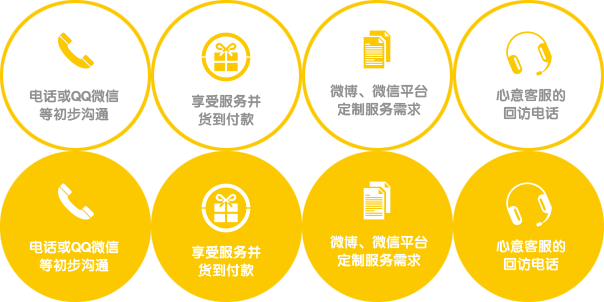 电话或QQ微信
等初步沟通
享受服务并
货到付款
微博、微信平台
定制服务需求
心意客服的
回访电话
电话或QQ微信
等初步沟通
享受服务并
货到付款
微博、微信平台
定制服务需求
心意客服的
回访电话